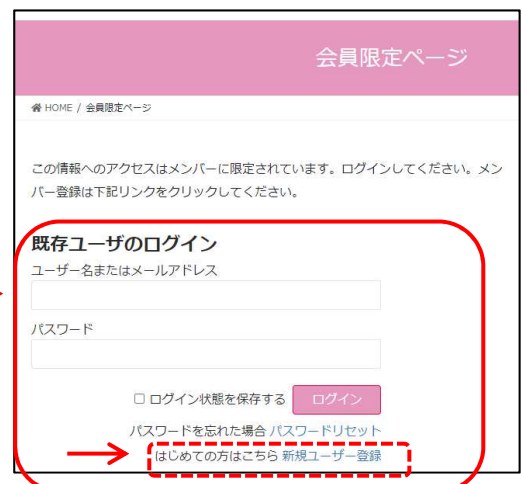 会員限定ページ
HOME / 会員限定ページ
この情報へのアクセスはメンバーに限定されています。ログインしてください。メン
バー登録は下記リンクをクリックしてください。
既存ユーザのログイン
ユーザー名またはメールアドレス
パスワード
ログイン状態を保存する ログイン
パスワードを忘れた場合 パスワードリセット
はじめての方はこちら 新規ユーザー登録